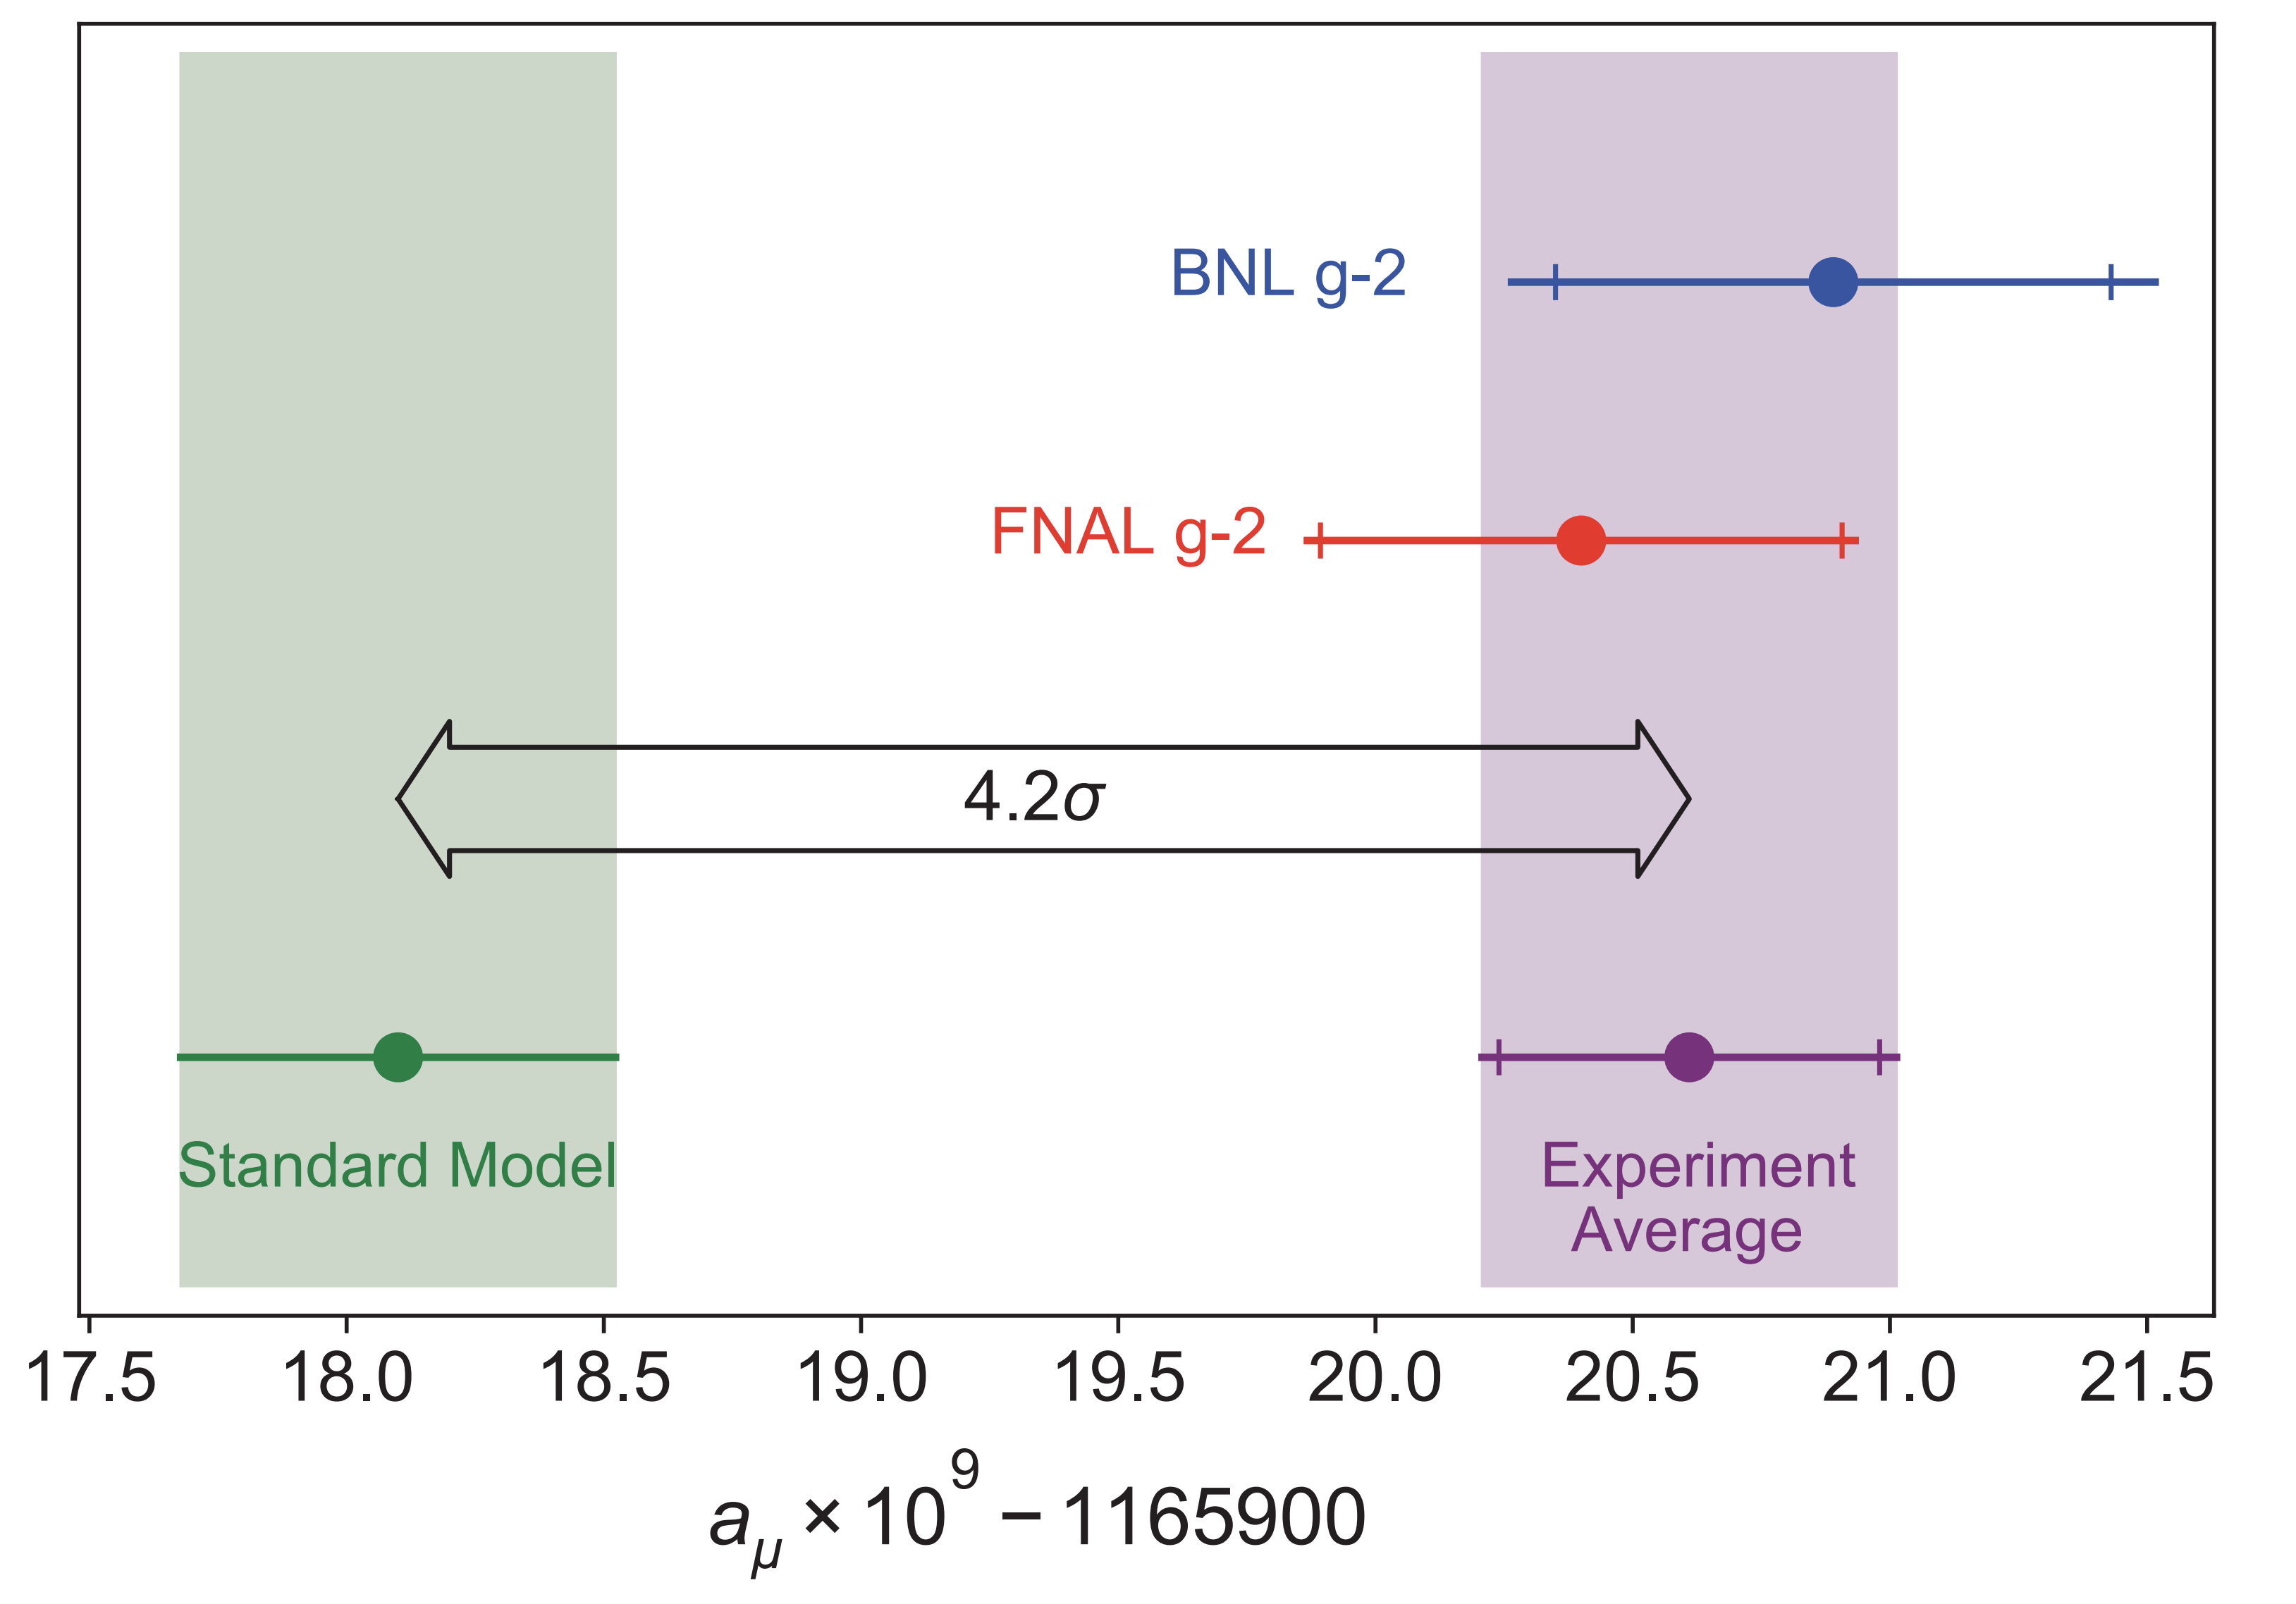 BNL g-2
FNAL g-2
4.2σ
Standard Model
Experiment
Average
17.5 18.0 18.5 19.0 19.5 20.0 20.5 21.0 21.5
aμ × 10⁹ − 1165900